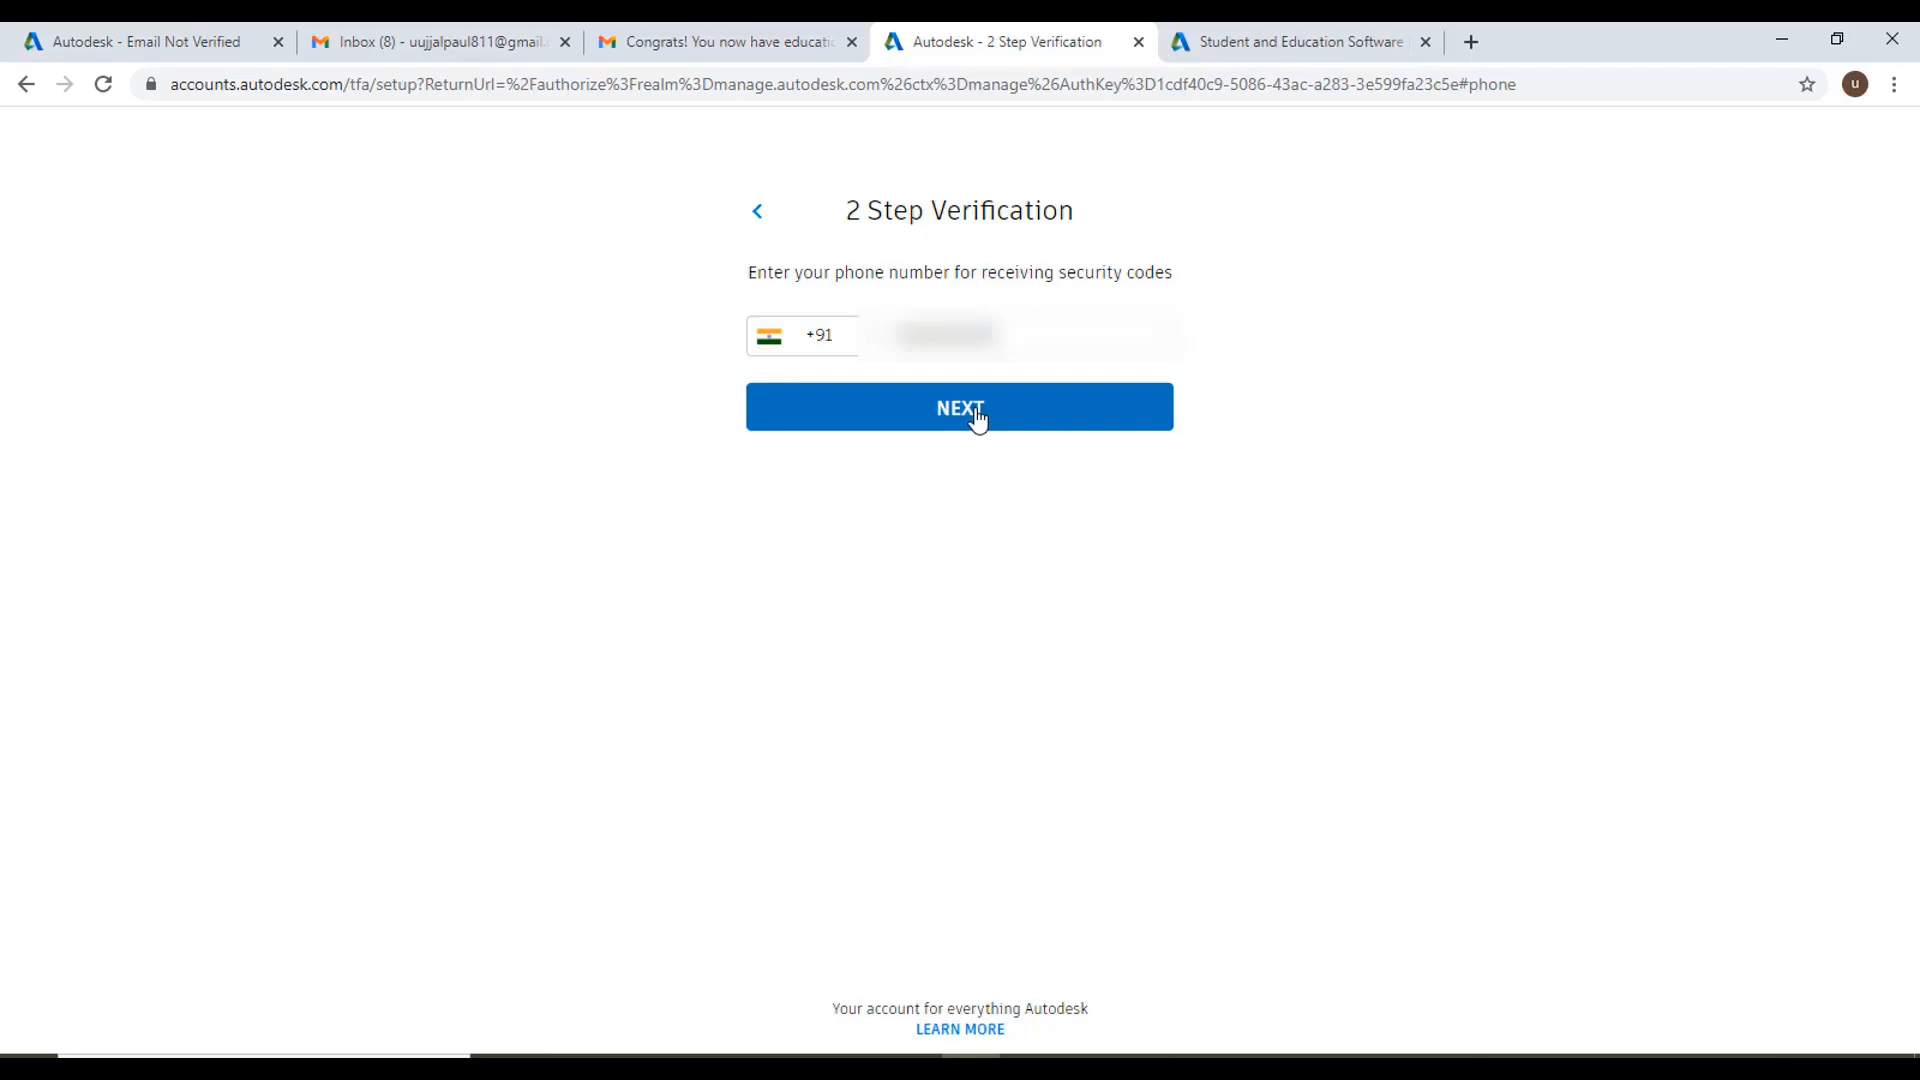 Autodesk - Email Not Verified
Inbox (8) - uujjalpaul811@gmail.
Congrats! You now have educati
Autodesk - 2 Step Verification
Student and Education Software
accounts.autodesk.com/tfa/setup?ReturnUrl=%2Fauthorize%3Frealm%3Dmanage.autodesk.com%26ctx%3Dmanage%26AuthKey%3D1cdf40c9-5086-43ac-a283-3e599fa23c5e#phone
u
2 Step Verification
Enter your phone number for receiving security codes
+91
NEXT
Your account for everything Autodesk
LEARN MORE